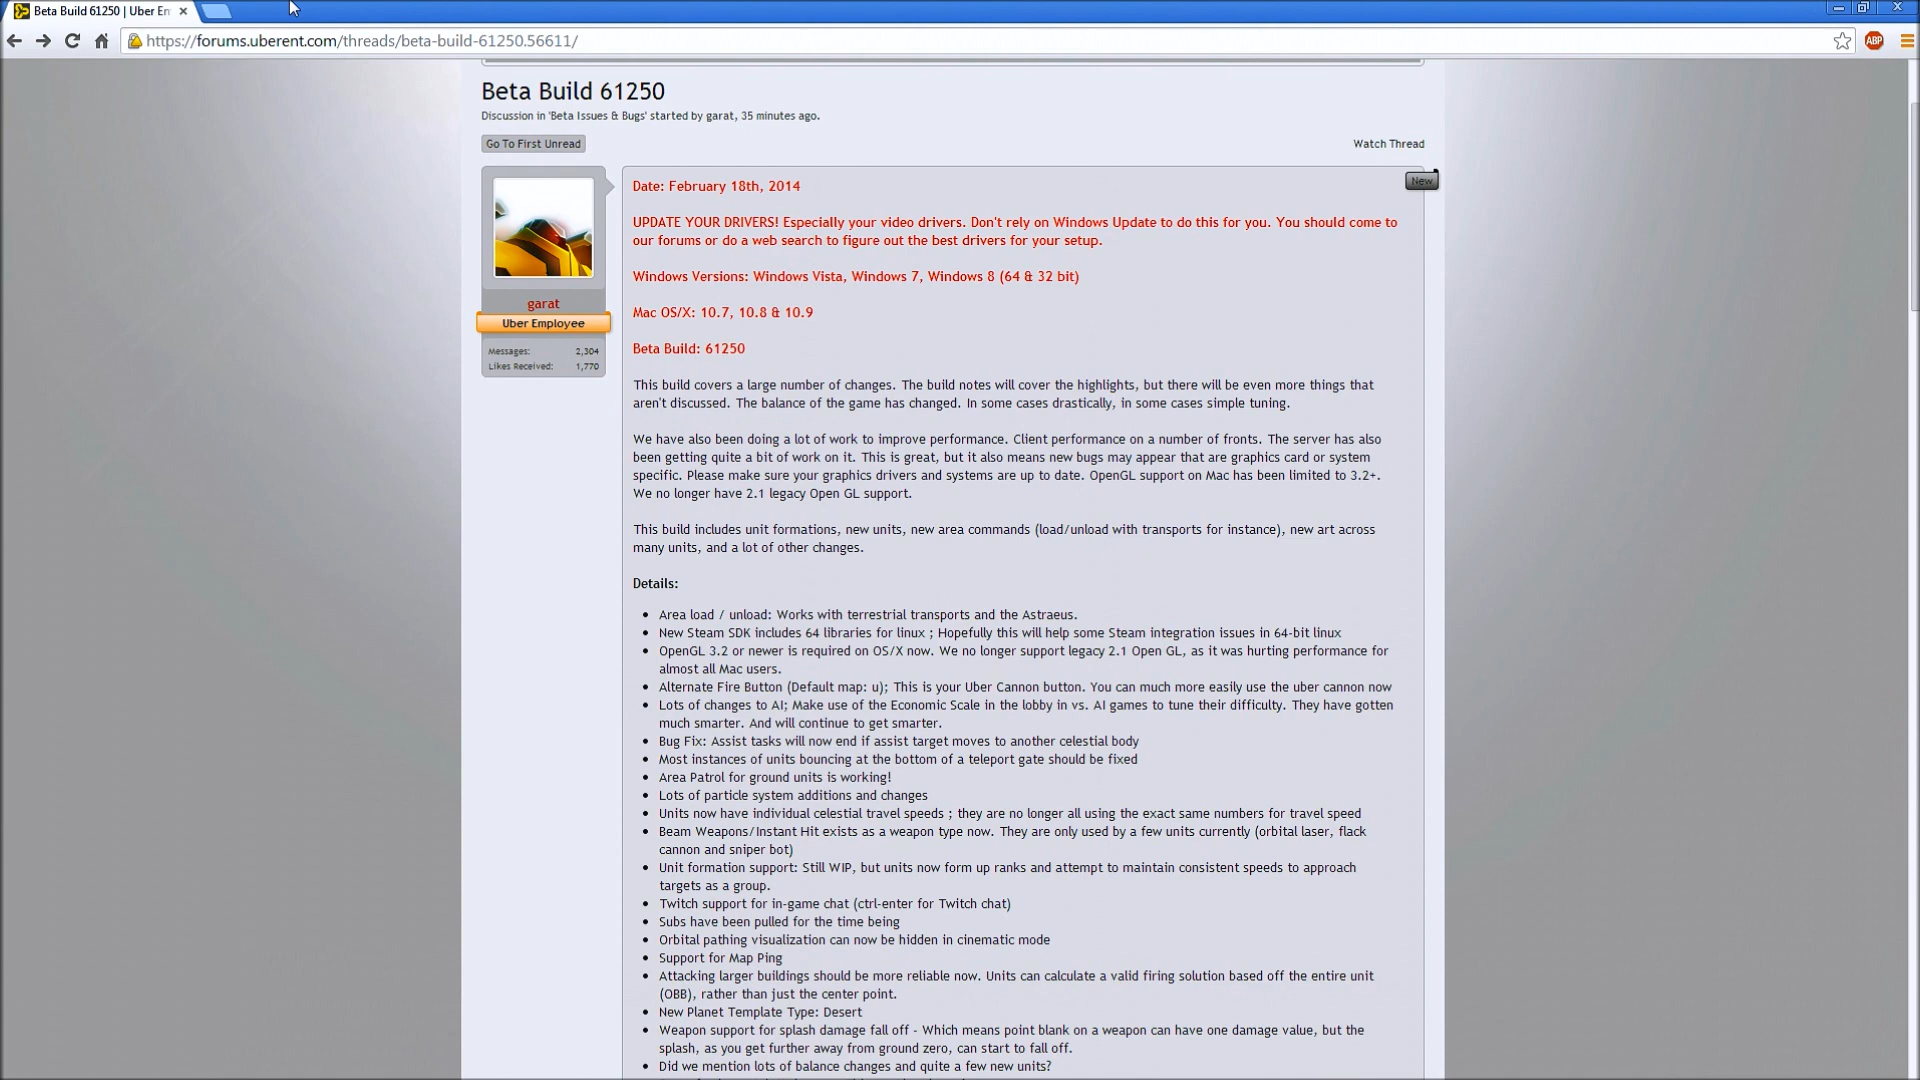 Beta Build 61250 | Uber En
https://forums.uberent.com/threads/beta-build-61250.56611/
ABP
Beta Build 61250
Discussion in 'Beta Issues & Bugs' started by garat, 35 minutes ago.
Go To First Unread
Watch Thread
New
garat
Uber Employee
Messages: 2,304
Likes Received: 1,770
Date: February 18th, 2014
UPDATE YOUR DRIVERS! Especially your video drivers. Don't rely on Windows Update to do this for you. You should come to
our forums or do a web search to figure out the best drivers for your setup.
Windows Versions: Windows Vista, Windows 7, Windows 8 (64 & 32 bit)
Mac OS/X: 10.7, 10.8 & 10.9
Beta Build: 61250
This build covers a large number of changes. The build notes will cover the highlights, but there will be even more things that
aren't discussed. The balance of the game has changed. In some cases drastically, in some cases simple tuning.
We have also been doing a lot of work to improve performance. Client performance on a number of fronts. The server has also
been getting quite a bit of work on it. This is great, but it also means new bugs may appear that are graphics card or system
specific. Please make sure your graphics drivers and systems are up to date. OpenGL support on Mac has been limited to 3.2+.
We no longer have 2.1 legacy Open GL support.
This build includes unit formations, new units, new area commands (load/unload with transports for instance), new art across
many units, and a lot of other changes.
Details:
• Area load / unload: Works with terrestrial transports and the Astraeus.
• New Steam SDK includes 64 libraries for linux ; Hopefully this will help some Steam integration issues in 64-bit linux
• OpenGL 3.2 or newer is required on OS/X now. We no longer support legacy 2.1 Open GL, as it was hurting performance for
almost all Mac users.
• Alternate Fire Button (Default map: u); This is your Uber Cannon button. You can much more easily use the uber cannon now
• Lots of changes to AI; Make use of the Economic Scale in the lobby in vs. AI games to tune their difficulty. They have gotten
much smarter. And will continue to get smarter.
• Bug Fix: Assist tasks will now end if assist target moves to another celestial body
• Most instances of units bouncing at the bottom of a teleport gate should be fixed
• Area Patrol for ground units is working!
• Lots of particle system additions and changes
• Units now have individual celestial travel speeds ; they are no longer all using the exact same numbers for travel speed
• Beam Weapons/Instant Hit exists as a weapon type now. They are only used by a few units currently (orbital laser, flack
cannon and sniper bot)
• Unit formation support: Still WIP, but units now form up ranks and attempt to maintain consistent speeds to approach
targets as a group.
• Twitch support for in-game chat (ctrl-enter for Twitch chat)
• Subs have been pulled for the time being
• Orbital pathing visualization can now be hidden in cinematic mode
• Support for Map Ping
• Attacking larger buildings should be more reliable now. Units can calculate a valid firing solution based off the entire unit
(OBB), rather than just the center point.
• New Planet Template Type: Desert
• Weapon support for splash damage fall off - Which means point blank on a weapon can have one damage value, but the
splash, as you get further away from ground zero, can start to fall off.
• Did we mention lots of balance changes and quite a few new units?